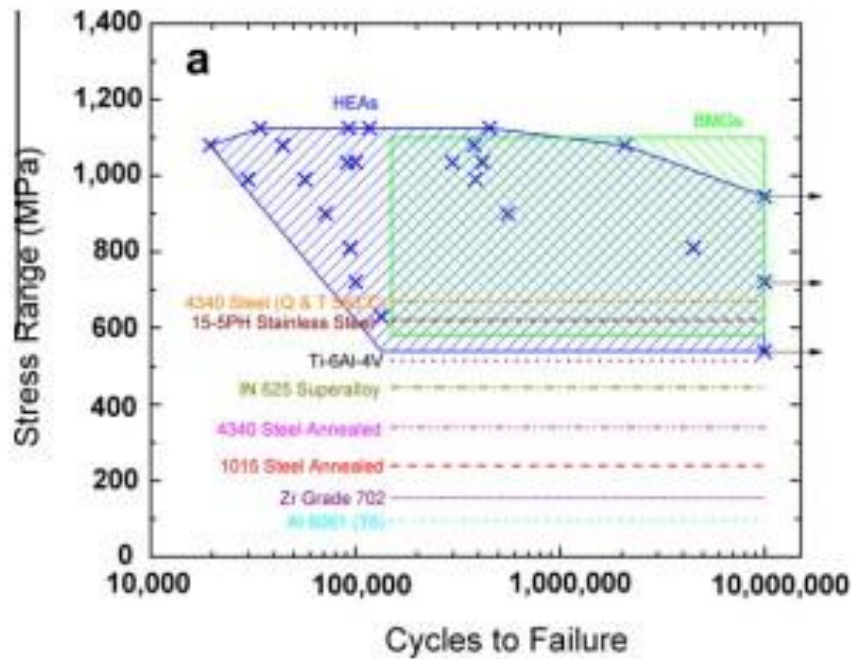 1,400
a
1,200
HEAs
BMGs
1,000
Stress Range (MPa)
800
600
400
200
0
4340 Steel (Q & T
15-5PH Stainless Steel
Ti-6Al-4V
IN 625 Superalloy
4340 Steel Annealed
1015 Steel Annealed
Zr Grade 702
Al 6061 (T6)
10,000 100,000 1,000,000 10,000,000
Cycles to Failure